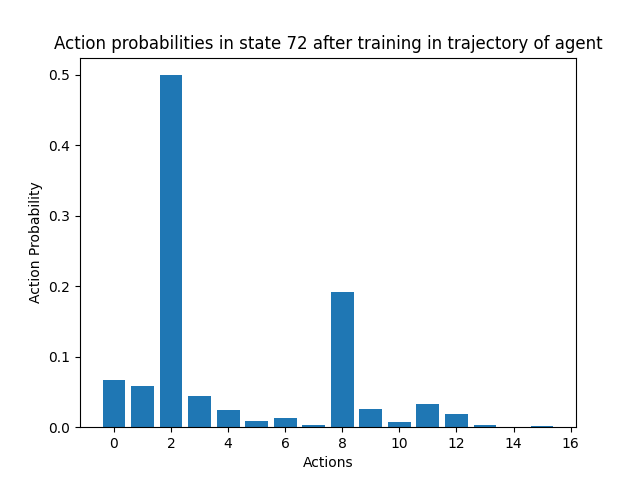 Action probabilities in state 72 after training in trajectory of agent
0.5
0.4
0.3
0.2
0.1
0.0
Action Probability
0 2 4 6 8 10 12 14 16
Actions